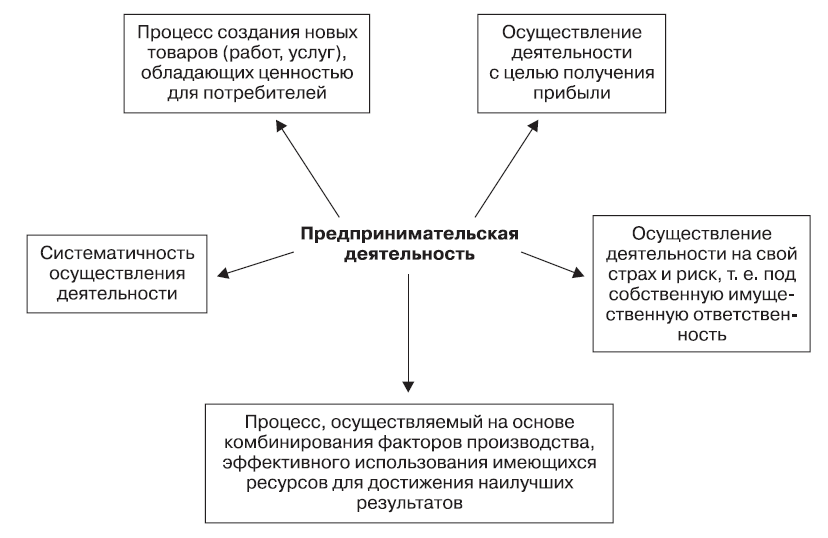 Процесс создания новых
товаров (работ, услуг),
обладающих ценностью
для потребителей
Осуществление
деятельности
с целью получения
прибыли
Предпринимательская
деятельность
Систематичность
осуществления
деятельности
Осуществление
деятельности на свой
страх и риск, т. е. под
собственную имуще-
ственную ответствен-
ность
Процесс, осуществляемый на основе
комбинирования факторов производства,
эффективного использования имеющихся
ресурсов для достижения наилучших
результатов